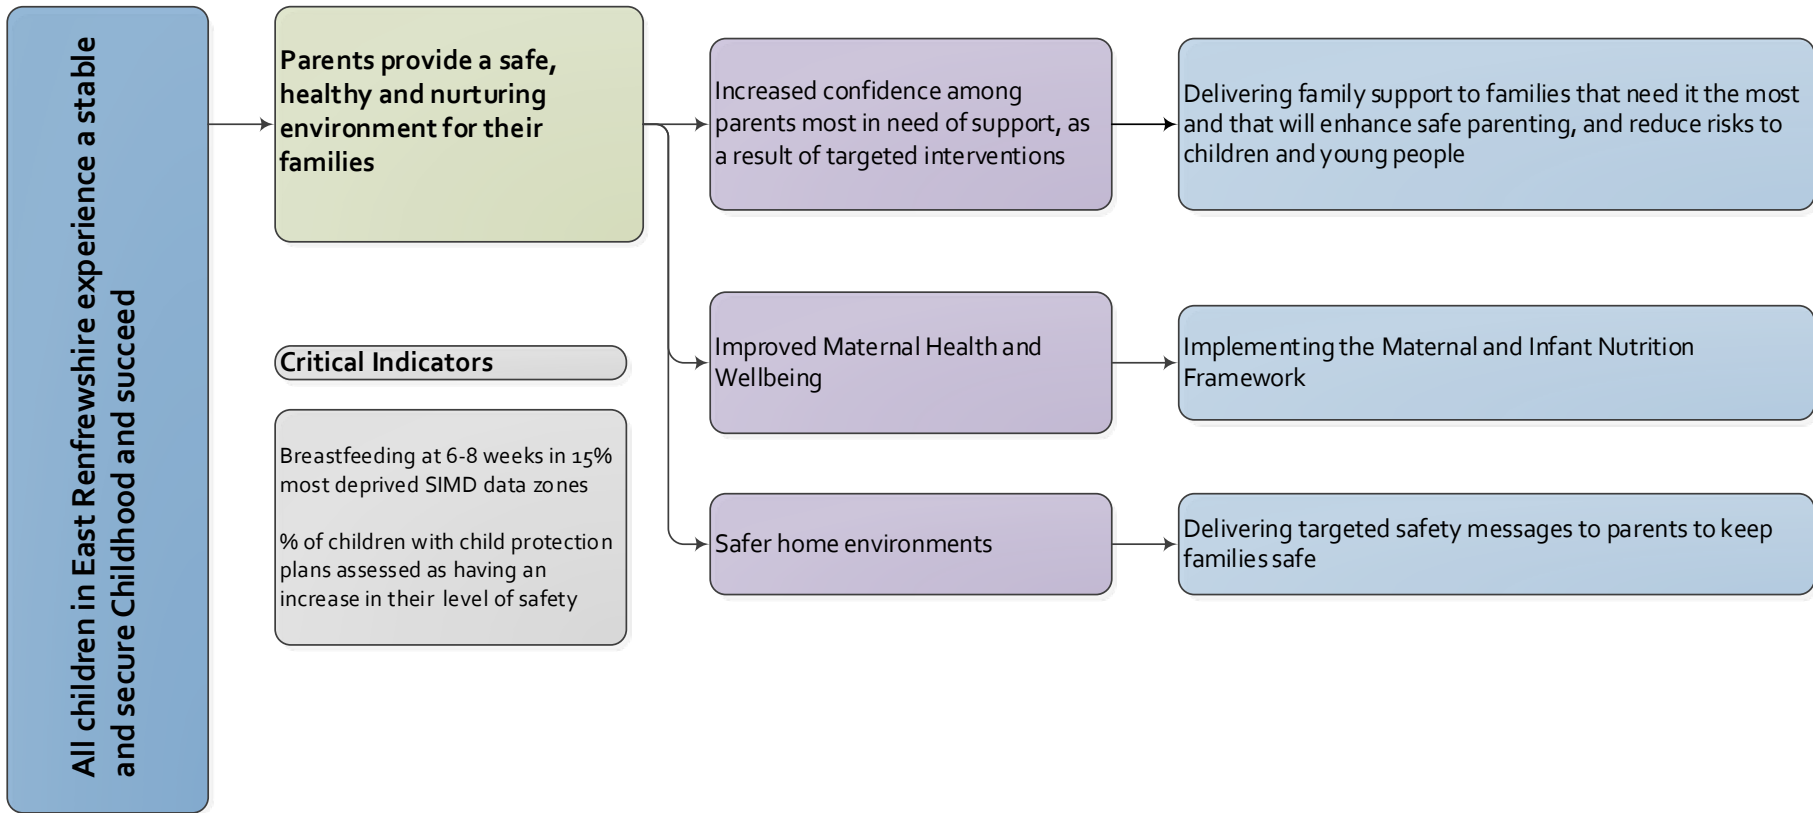 All children in East Renfrewshire experience a stable
and secure Childhood and succeed
Parents provide a safe,
healthy and nurturing
environment for their
families
Critical Indicators
Breastfeeding at 6-8 weeks in 15%
most deprived SIMD data zones
% of children with child protection
plans assessed as having an
increase in their level of safety
Increased confidence among
parents most in need of support, as
a result of targeted interventions
Delivering family support to families that need it the most
and that will enhance safe parenting, and reduce risks to
children and young people
Improved Maternal Health and
Wellbeing
Implementing the Maternal and Infant Nutrition
Framework
Safer home environments
Delivering targeted safety messages to parents to keep
families safe